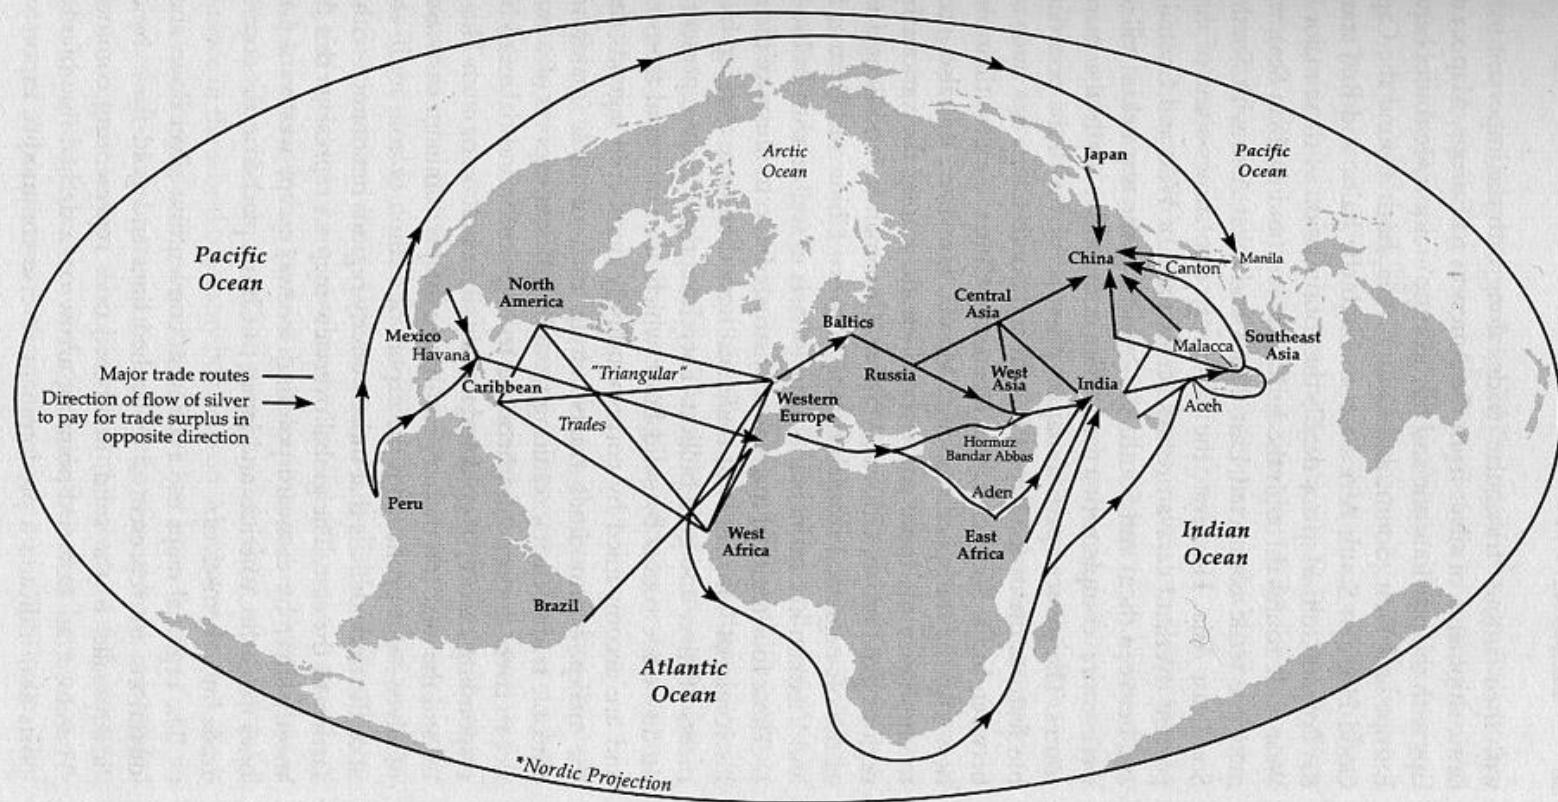 Arctic
Ocean
Japan
Pacific
Ocean
Pacific
Ocean
China
Canton
Manila
North
America
Central
Asia
Baltics
Mexico
Havana
Southeast
Asia
Malacca
Major trade routes
Direction of flow of silver
to pay for trade surplus in
opposite direction
"Triangular"
Caribbean
Russia
West
Asia
India
Western
Europe
Aceh
Trades
Hormuz
Bandar Abbas
Peru
Aden
West
Africa
East
Africa
Indian
Ocean
Brazil
Atlantic
Ocean
*Nordic Projection